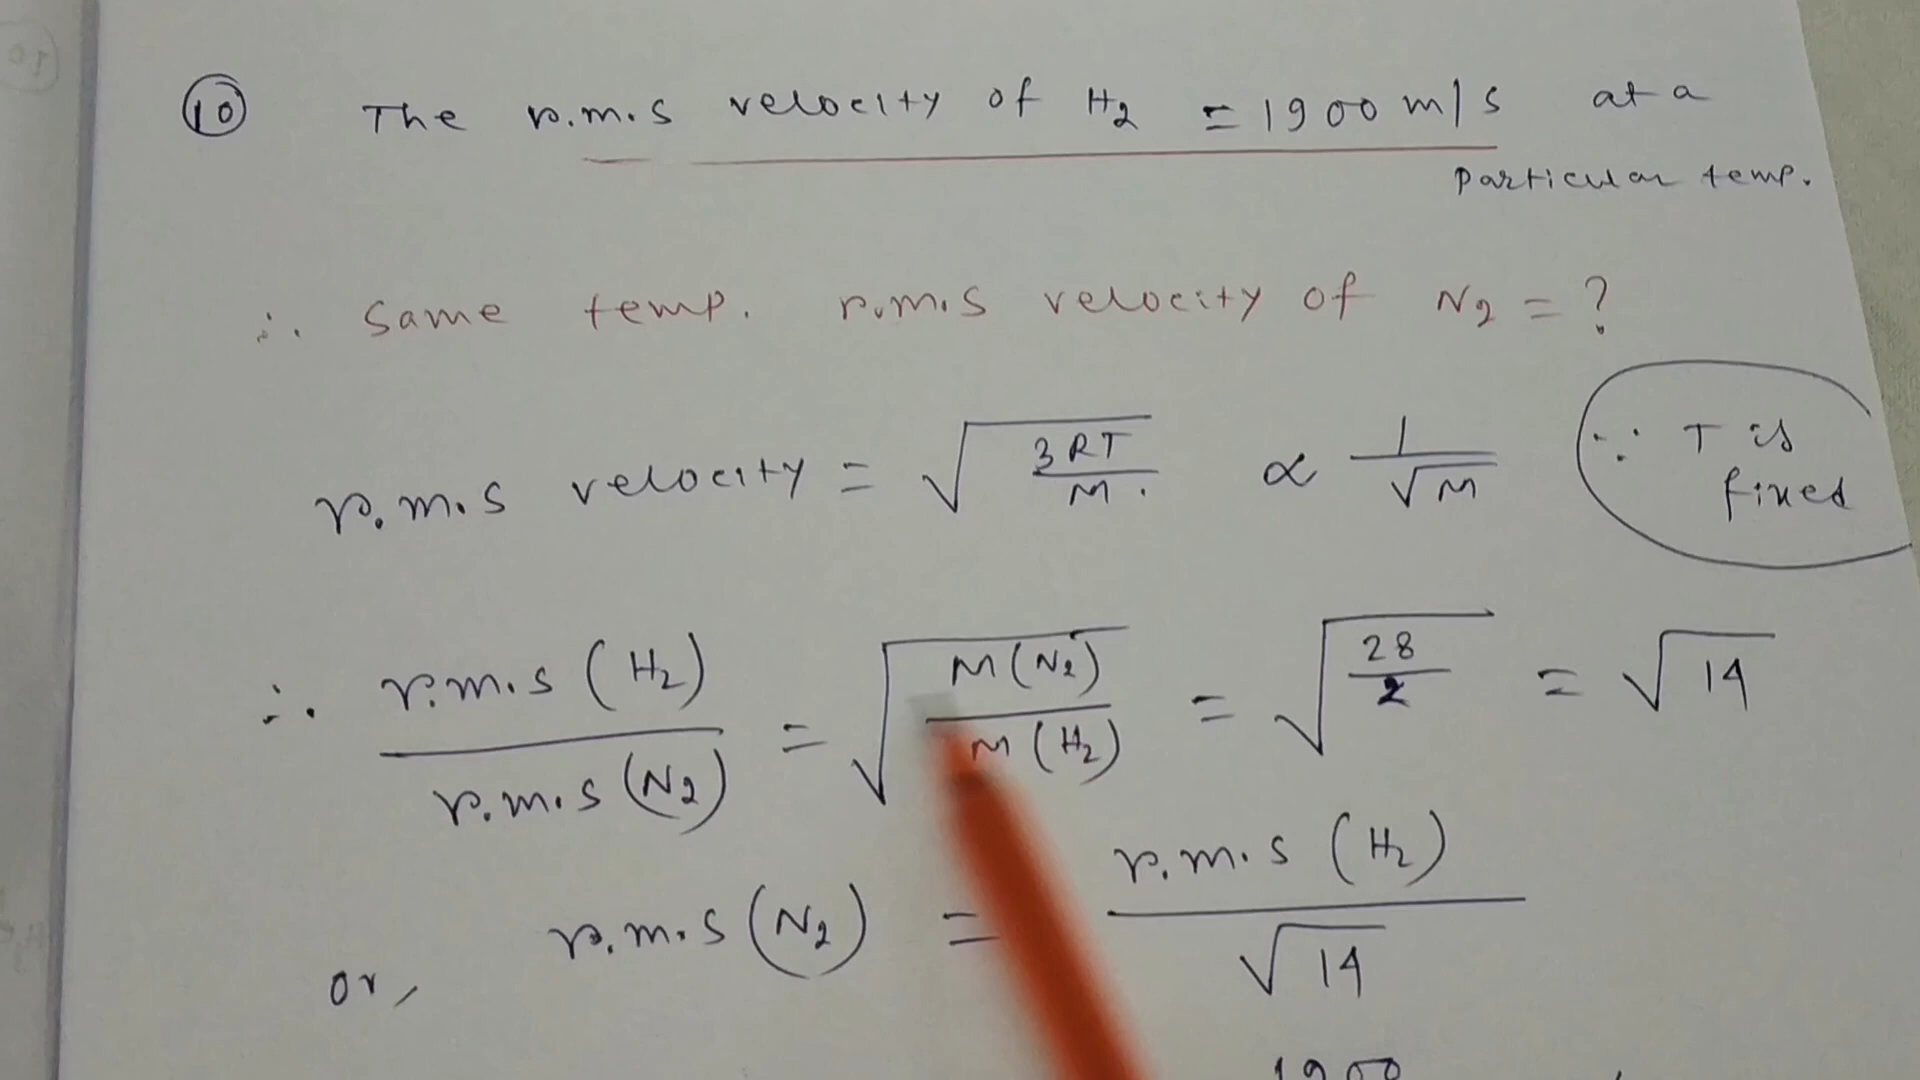 10 The r.m.s velocity of H2 = 1900 m/s at a
particular temp.
∴ Same temp. r.m.s velocity of N2 = ?
r.m.s velocity = √(3RT/M.) ∝ 1/√M ∵ T is fixed
∴ r.m.s (H2) / r.m.s (N2) = √(M(N2)/M(H2)) = √(28/2) = √14
or, r.m.s (N2) = r.m.s (H2) / √14
1900